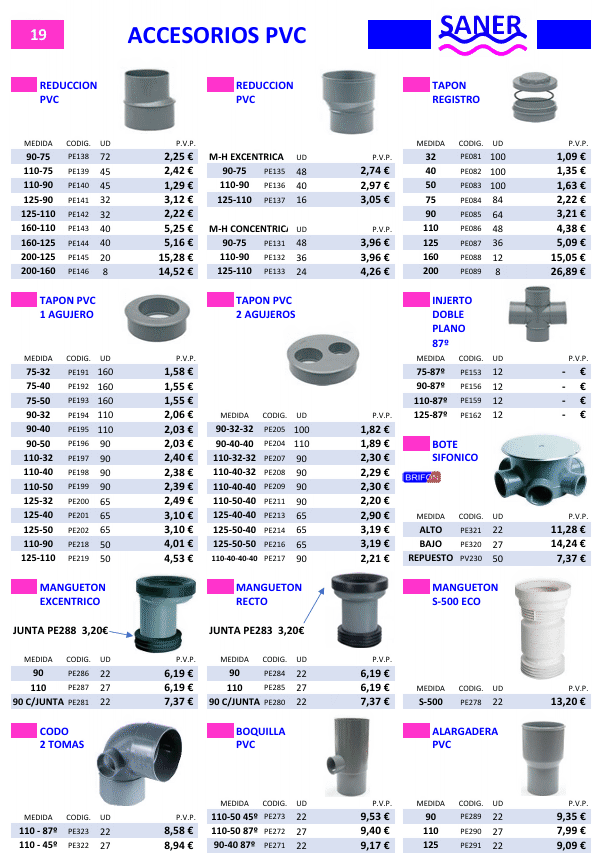 19
ACCESORIOS PVC
SANER
REDUCCION
PVC
MEDIDA CODIG. UD P.V.P.
90-75 PE138 72 2,25 €
110-75 PE139 45 2,42 €
110-90 PE140 45 1,29 €
125-90 PE141 32 3,12 €
125-110 PE142 32 2,22 €
160-110 PE143 40 5,25 €
160-125 PE144 40 5,16 €
200-125 PE145 20 15,28 €
200-160 PE146 8 14,52 €
REDUCCION
PVC
M-H EXCENTRICA UD P.V.P.
90-75 PE135 48 2,74 €
110-90 PE136 40 2,97 €
125-110 PE137 16 3,05 €
M-H CONCENTRICA UD P.V.P.
90-75 PE131 48 3,96 €
110-90 PE132 36 3,96 €
125-110 PE133 24 4,26 €
TAPON
REGISTRO
MEDIDA CODIG. UD P.V.P.
32 PE081 100 1,09 €
40 PE082 100 1,35 €
50 PE083 100 1,63 €
75 PE084 84 2,22 €
90 PE085 64 3,21 €
110 PE086 48 4,38 €
125 PE087 36 5,09 €
160 PE088 12 15,05 €
200 PE089 8 26,89 €
TAPON PVC
1 AGUJERO
MEDIDA CODIG. UD P.V.P.
75-32 PE191 160 1,58 €
75-40 PE192 160 1,55 €
75-50 PE193 160 1,55 €
90-32 PE194 110 2,06 €
90-40 PE195 110 2,03 €
90-50 PE196 90 2,03 €
110-32 PE197 90 2,40 €
110-40 PE198 90 2,38 €
110-50 PE199 90 2,39 €
125-32 PE200 65 2,49 €
125-40 PE201 65 3,10 €
125-50 PE202 65 3,10 €
110-90 PE218 50 4,01 €
125-110 PE219 50 4,53 €
TAPON PVC
2 AGUJEROS
MEDIDA CODIG. UD P.V.P.
90-32-32 PE205 100 1,82 €
90-40-40 PE204 110 1,89 €
110-32-32 PE207 90 2,30 €
110-40-32 PE208 90 2,29 €
110-40-40 PE209 90 2,30 €
110-50-40 PE211 90 2,20 €
125-40-40 PE213 65 2,90 €
125-50-40 PE214 65 3,19 €
125-50-50 PE216 65 3,19 €
110-40-40-40 PE217 90 2,21 €
INJERTO
DOBLE
PLANO
87º
MEDIDA CODIG. UD P.V.P.
75-87º PE153 12 - €
90-87º PE156 12 - €
110-87º PE159 12 - €
125-87º PE162 12 - €
BOTE
SIFONICO
BRIFON
MEDIDA CODIG. UD P.V.P.
ALTO PE321 22 11,28 €
BAJO PE320 27 14,24 €
REPUESTO PV230 50 7,37 €
MANGUETON
EXCENTRICO
JUNTA PE288 3,20€
MEDIDA CODIG. UD P.V.P.
90 PE286 22 6,19 €
110 PE287 27 6,19 €
90 C/JUNTA PE281 22 7,37 €
MANGUETON
RECTO
JUNTA PE283 3,20€
MEDIDA CODIG. UD P.V.P.
90 PE284 22 6,19 €
110 PE285 27 6,19 €
90 C/JUNTA PE280 22 7,37 €
MANGUETON
S-500 ECO
MEDIDA CODIG. UD P.V.P.
S-500 PE278 22 13,20 €
CODO
2 TOMAS
MEDIDA CODIG. UD P.V.P.
110 - 87º PE323 22 8,58 €
110 - 45º PE322 27 8,94 €
BOQUILLA
PVC
MEDIDA CODIG. UD P.V.P.
110-50 45º PE273 22 9,53 €
110-50 87º PE272 27 9,40 €
90-40 87º PE271 22 9,17 €
ALARGADERA
PVC
MEDIDA CODIG. UD P.V.P.
90 PE289 22 9,35 €
110 PE290 27 7,99 €
125 PE291 22 9,09 €